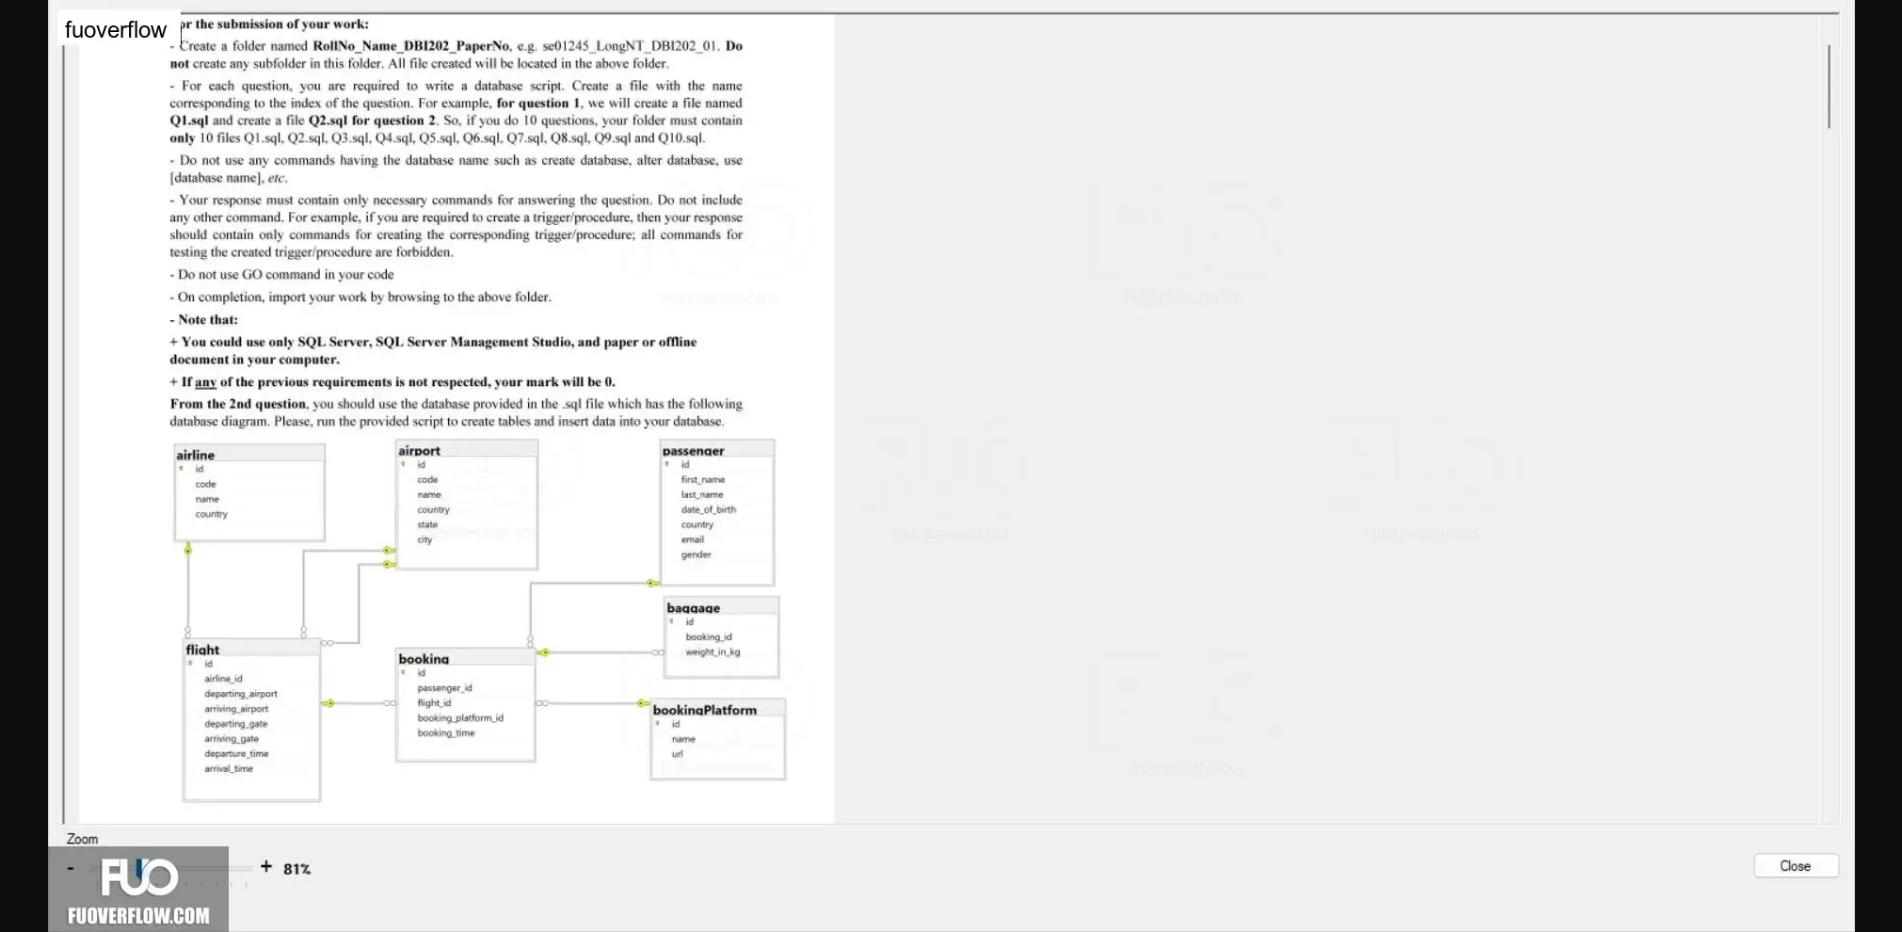 fuoverflow
or the submission of your work:
- Create a folder named RollNo_Name_DBI202_PaperNo, e.g. se01245_LongNT_DBI202_01. Do
not create any subfolder in this folder. All file created will be located in the above folder.
- For each question, you are required to write a database script. Create a file with the name
corresponding to the index of the question. For example, for question 1, we will create a file named
Q1.sql and create a file Q2.sql for question 2. So, if you do 10 questions, your folder must contain
only 10 files Q1.sql, Q2.sql, Q3.sql, Q4.sql, Q5.sql, Q6.sql, Q7.sql, Q8.sql, Q9.sql and Q10.sql.
- Do not use any commands having the database name such as create database, alter database, use
[database name], etc.
- Your response must contain only necessary commands for answering the question. Do not include
any other command. For example, if you are required to create a trigger/procedure, then your response
should contain only commands for creating the corresponding trigger/procedure; all commands for
testing the created trigger/procedure are forbidden.
- Do not use GO command in your code
- On completion, import your work by browsing to the above folder.
- Note that:
+ You could use only SQL Server, SQL Server Management Studio, and paper or offline
document in your computer.
+ If any of the previous requirements is not respected, your mark will be 0.
From the 2nd question, you should use the database provided in the .sql file which has the following
database diagram. Please, run the provided script to create tables and insert data into your database.
airline
id
code
name
country
airport
id
code
name
country
state
city
passenger
id
first_name
last_name
date_of_birth
country
email
gender
baggage
id
booking_id
weight_in_kg
flight
id
airline_id
departing_airport
arriving_airport
departing_gate
arriving_gate
departure_time
arrival_time
booking
id
passenger_id
flight_id
booking_platform_id
booking_time
bookingPlatform
id
name
url
Zoom
- + 81%
Close
FUO
FUOVERFLOW.COM